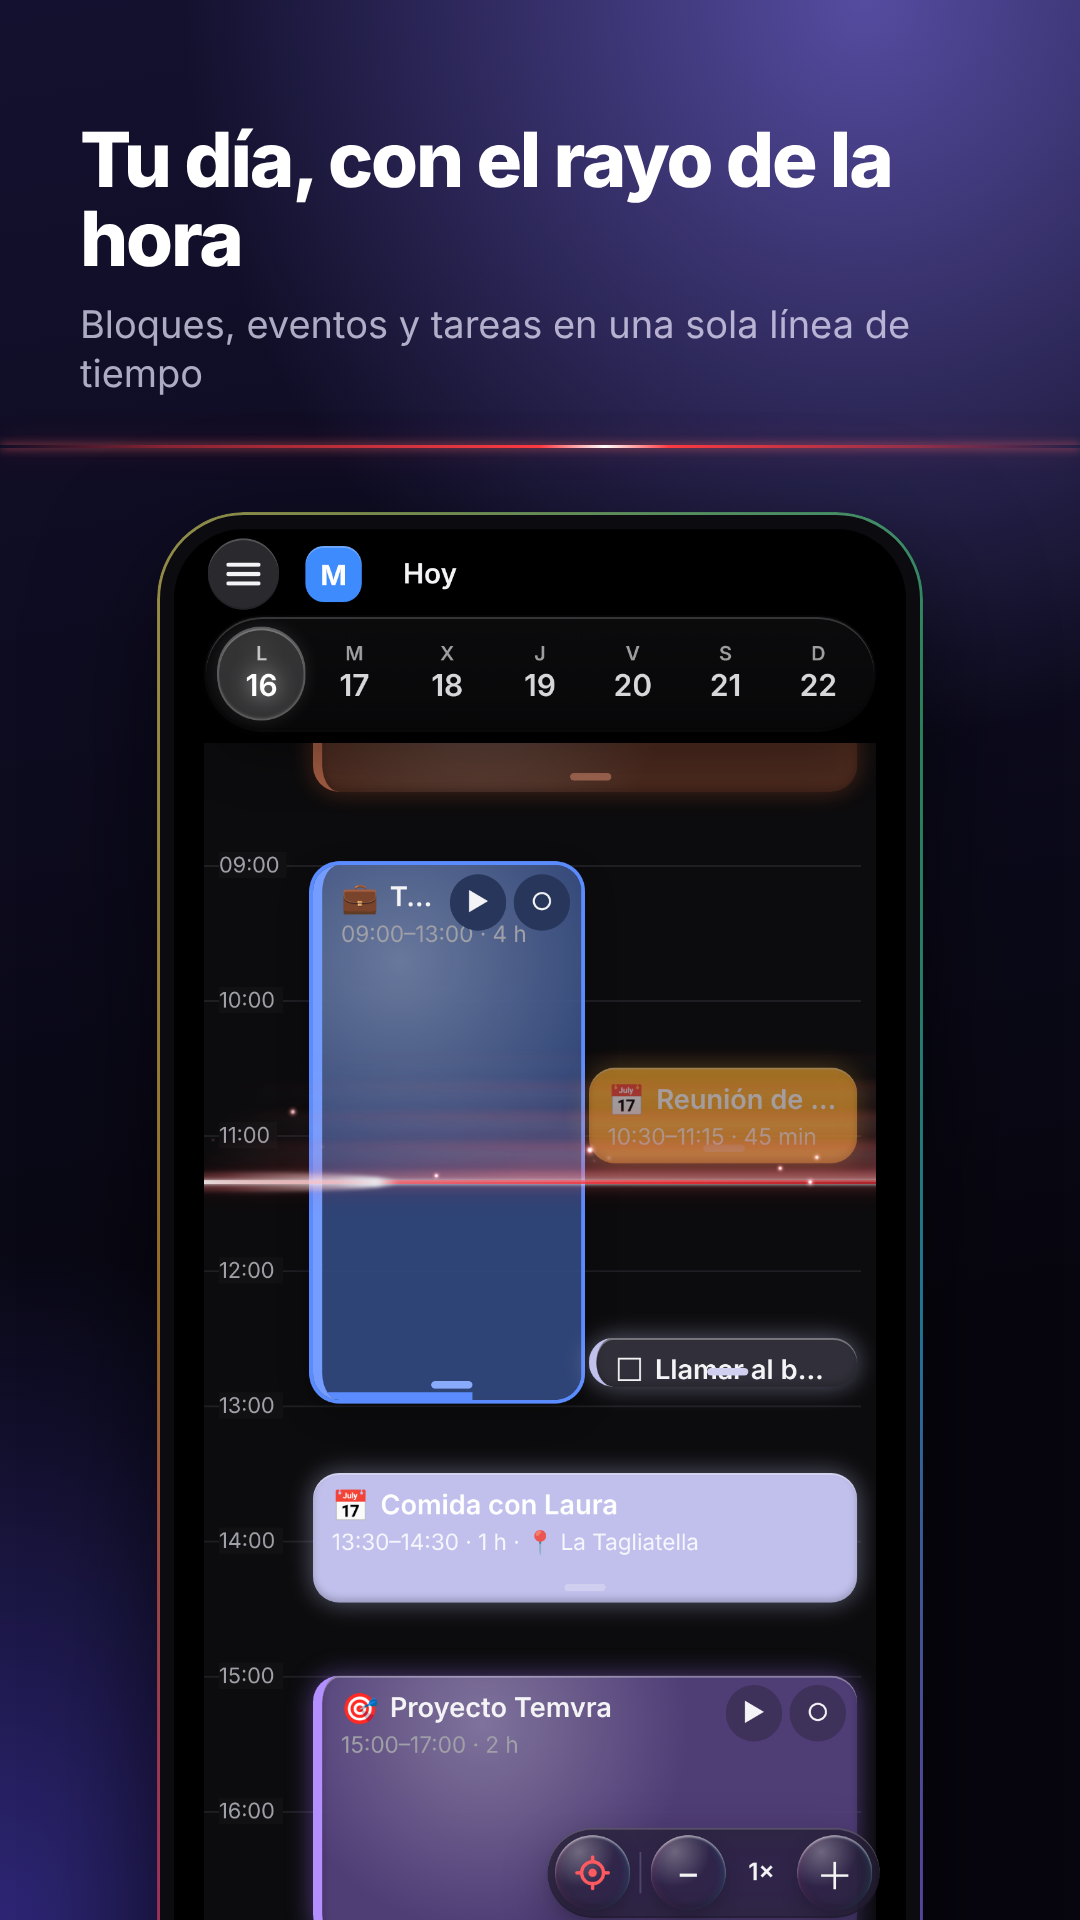 Tu día, con el rayo de la
hora
Bloques, eventos y tareas en una sola línea de
tiempo
M
Hoy
L M X J V S D
16 17 18 19 20 21 22
09:00
💼 T...
09:00–13:00 · 4 h
10:00
📅 Reunión de ...
10:30–11:15 · 45 min
11:00
12:00
Llamar al b...
13:00
📅 Comida con Laura
13:30–14:30 · 1 h · 📍 La Tagliatella
14:00
15:00
🎯 Proyecto Temvra
15:00–17:00 · 2 h
16:00
− 1× +